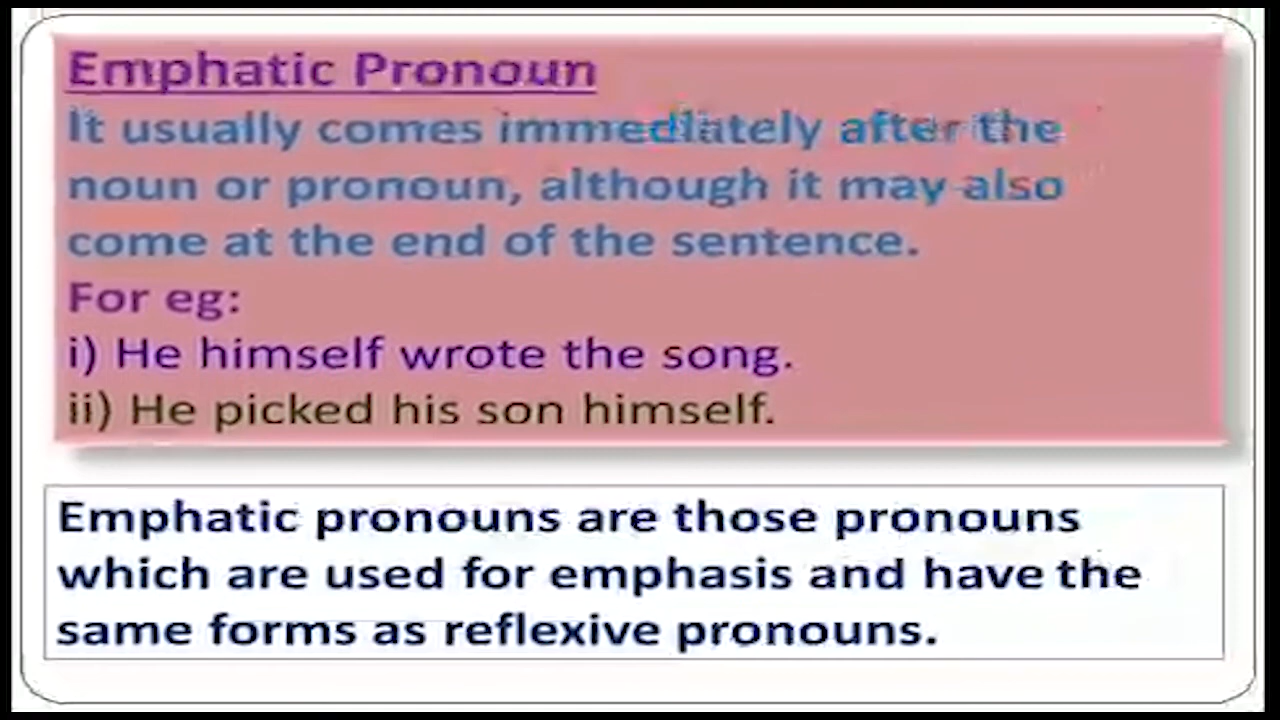 Emphatic Pronoun
It usually comes immediately after the
noun or pronoun, although it may also
come at the end of the sentence.
For eg:
i) He himself wrote the song.
ii) He picked his son himself.
Emphatic pronouns are those pronouns
which are used for emphasis and have the
same forms as reflexive pronouns.